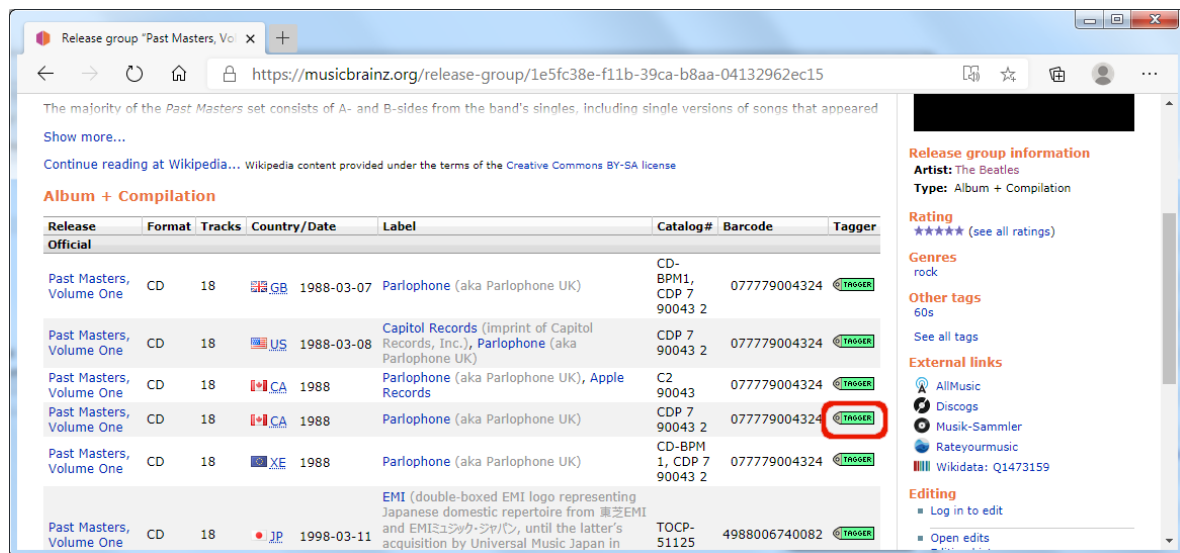 Release group "Past Masters, Vol
https://musicbrainz.org/release-group/1e5fc38e-f11b-39ca-b8aa-04132962ec15
The majority of the Past Masters set consists of A- and B-sides from the band's singles, including single versions of songs that appeared
Show more...
Continue reading at Wikipedia... Wikipedia content provided under the terms of the Creative Commons BY-SA license
Album + Compilation
Release Format Tracks Country/Date Label Catalog# Barcode Tagger
Official
Past Masters, Volume One CD 18 GB 1988-03-07 Parlophone (aka Parlophone UK) CD-BPM1, CDP 7 90043 2 077779004324 TAGGER
Past Masters, Volume One CD 18 US 1988-03-08 Capitol Records (imprint of Capitol Records, Inc.), Parlophone (aka Parlophone UK) CDP 7 90043 2 077779004324 TAGGER
Past Masters, Volume One CD 18 CA 1988 Parlophone (aka Parlophone UK), Apple Records C2 90043 077779004324 TAGGER
Past Masters, Volume One CD 18 CA 1988 Parlophone (aka Parlophone UK) CDP 7 90043 2 077779004324 TAGGER
Past Masters, Volume One CD 18 XE 1988 Parlophone (aka Parlophone UK) CD-BPM 1, CDP 7 90043 2 077779004324 TAGGER
Past Masters, Volume One CD 18 JP 1998-03-11 EMI (double-boxed EMI logo representing Japanese domestic repertoire from 東芝EMI and EMIミュージック・ジャパン, until the latter's acquisition by Universal Music Japan in TOCP-51125 4988006740082 TAGGER
Release group information
Artist: The Beatles
Type: Album + Compilation
Rating
(see all ratings)
Genres
rock
Other tags
60s
See all tags
External links
AllMusic
Discogs
Musik-Sammler
Rateyourmusic
Wikidata: Q1473159
Editing
Log in to edit
Open edits